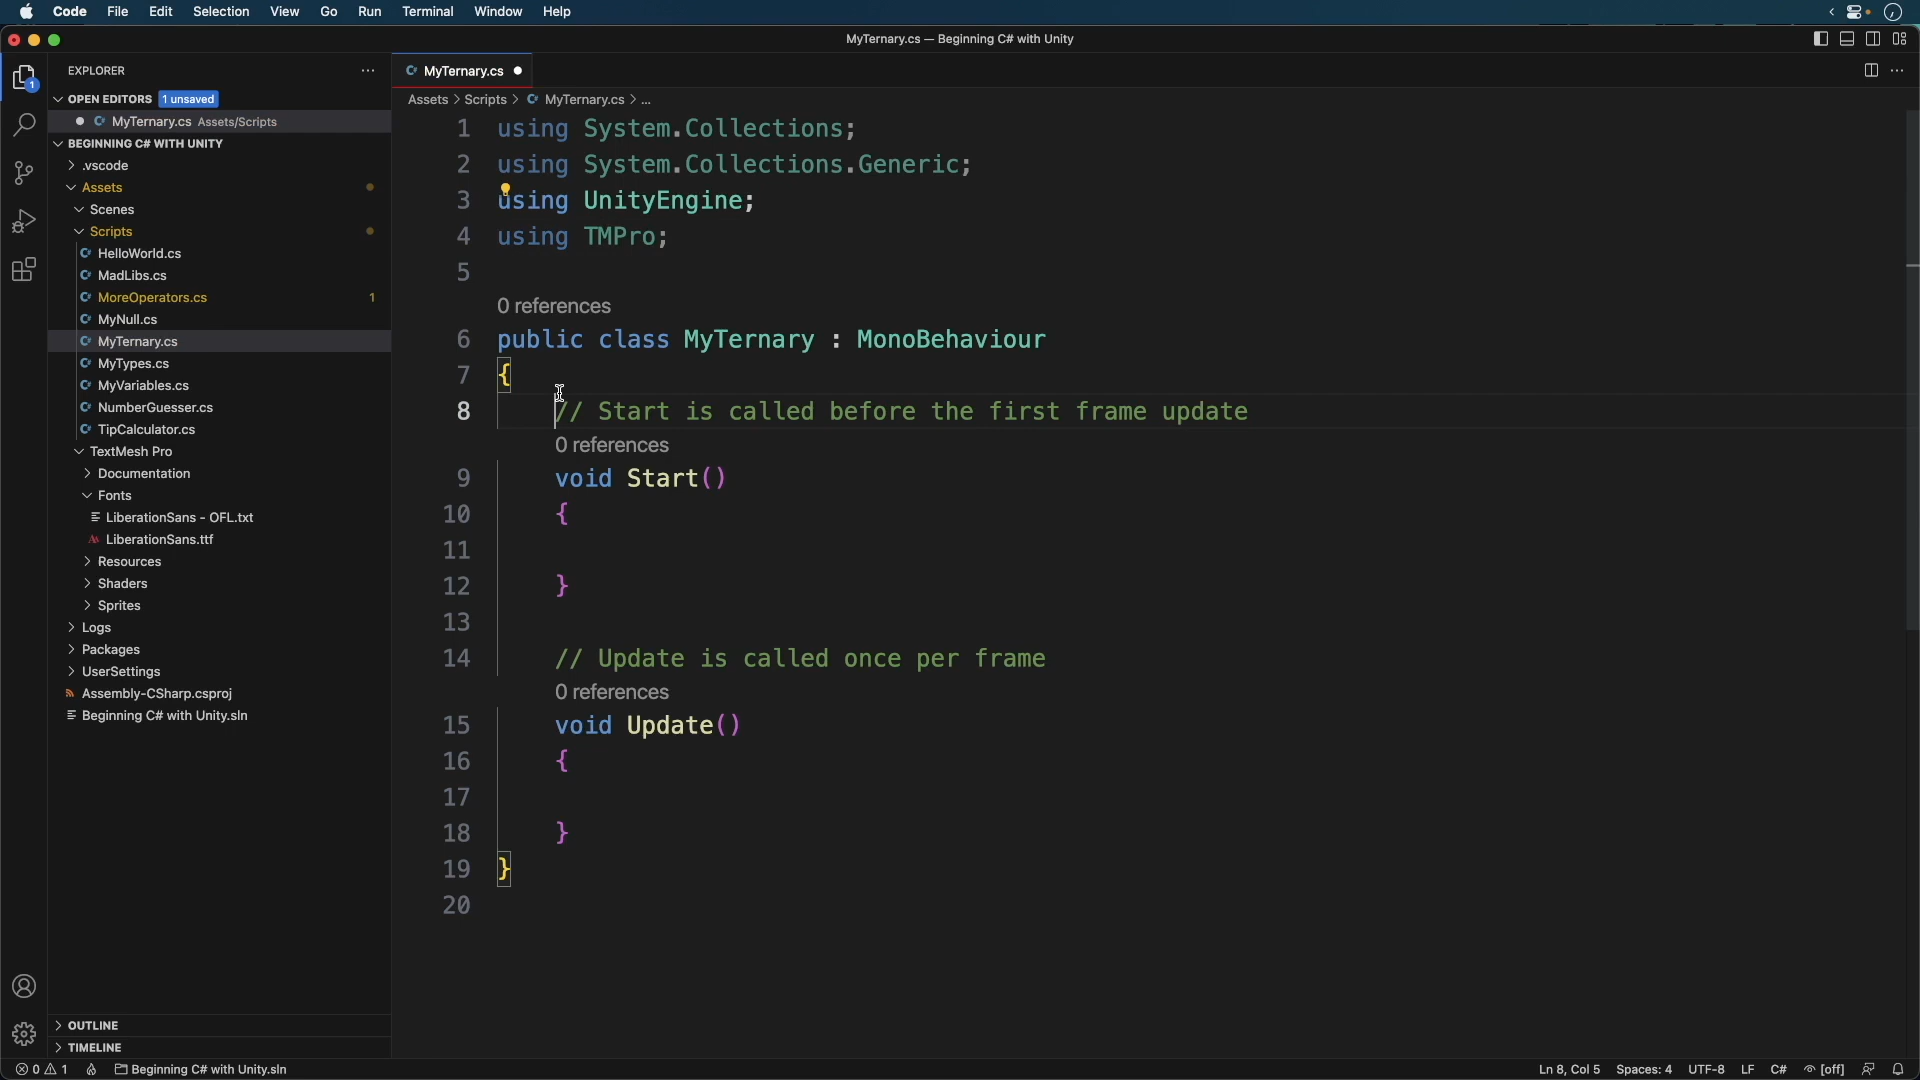 Code File Edit Selection View Go Run Terminal Window Help
MyTernary.cs — Beginning C# with Unity
EXPLORER
OPEN EDITORS 1 unsaved
MyTernary.cs Assets/Scripts
BEGINNING C# WITH UNITY
.vscode
Assets
Scenes
Scripts
HelloWorld.cs
MadLibs.cs
MoreOperators.cs 1
MyNull.cs
MyTernary.cs
MyTypes.cs
MyVariables.cs
NumberGuesser.cs
TipCalculator.cs
TextMesh Pro
Documentation
Fonts
LiberationSans - OFL.txt
LiberationSans.ttf
Resources
Shaders
Sprites
Logs
Packages
UserSettings
Assembly-CSharp.csproj
Beginning C# with Unity.sln
OUTLINE
TIMELINE
1
MyTernary.cs
Assets > Scripts > MyTernary.cs > ...
1 using System.Collections;
2 using System.Collections.Generic;
3 using UnityEngine;
4 using TMPro;
5
0 references
6 public class MyTernary : MonoBehaviour
7 {
8 // Start is called before the first frame update
0 references
9 void Start()
10 {
11
12 }
13
14 // Update is called once per frame
0 references
15 void Update()
16 {
17
18 }
19 }
20
0 1 Beginning C# with Unity.sln
Ln 8, Col 5 Spaces: 4 UTF-8 LF C# [off]